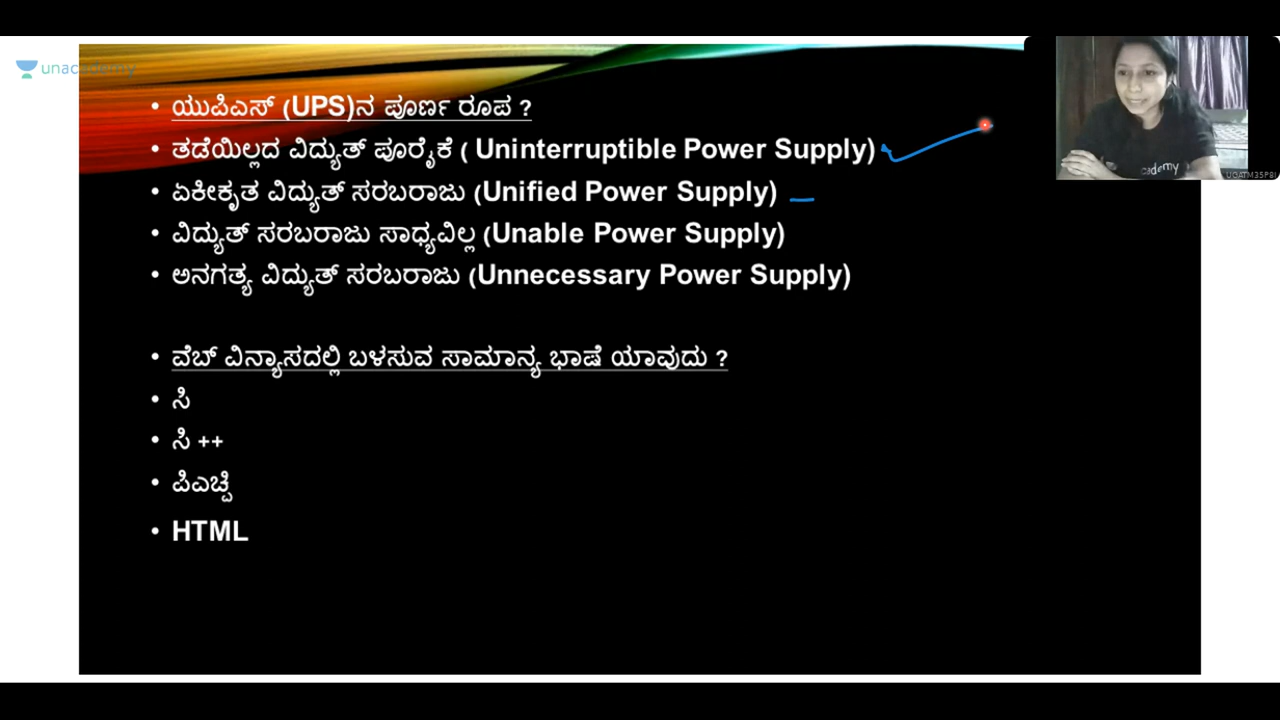 unacademy
• ಯುಪಿಎಸ್ (UPS)ನ ಪೂರ್ಣ ರೂಪ ?
• ತಡೆಯಿಲ್ಲದ ವಿದ್ಯುತ್ ಪೂರೈಕೆ ( Uninterruptible Power Supply)
• ಏಕೀಕೃತ ವಿದ್ಯುತ್ ಸರಬರಾಜು (Unified Power Supply)
• ವಿದ್ಯುತ್ ಸರಬರಾಜು ಸಾಧ್ಯವಿಲ್ಲ (Unable Power Supply)
• ಅನಗತ್ಯ ವಿದ್ಯುತ್ ಸರಬರಾಜು (Unnecessary Power Supply)
• ವೆಬ್ ವಿನ್ಯಾಸದಲ್ಲಿ ಬಳಸುವ ಸಾಮಾನ್ಯ ಭಾಷೆ ಯಾವುದು ?
• ಸಿ
• ಸಿ ++
• ಪಿಎಚ್ಪಿ
• HTML